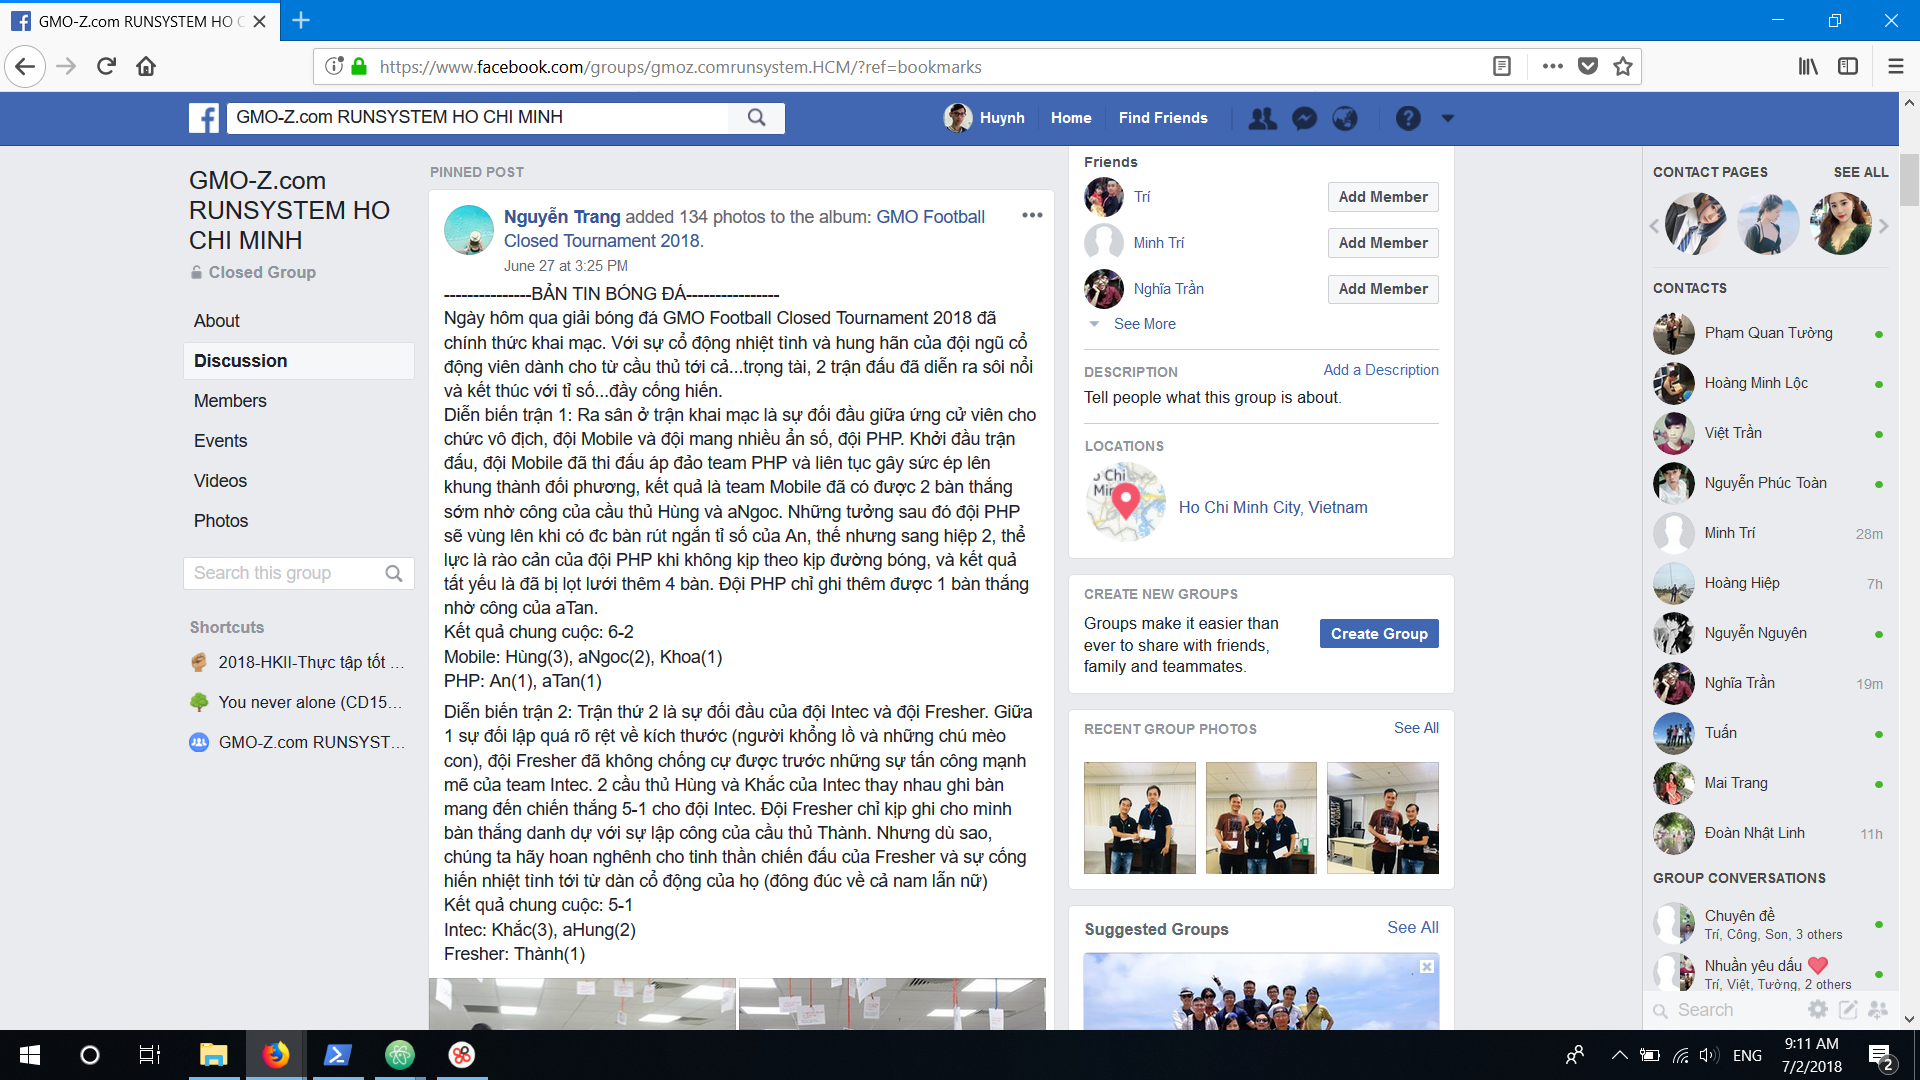 GMO-Z.com RUNSYSTEM HO C
https://www.facebook.com/groups/gmoz.comrunsystem.HCM/?ref=bookmarks
GMO-Z.com RUNSYSTEM HO CHI MINH
Huynh
Home
Find Friends
GMO-Z.com
RUNSYSTEM HO
CHI MINH
Closed Group
About
Discussion
Members
Events
Videos
Photos
Search this group
Shortcuts
2018-HKII-Thực tập tốt ...
You never alone (CD15...
GMO-Z.com RUNSYST...
PINNED POST
Nguyễn Trang added 134 photos to the album: GMO Football
Closed Tournament 2018.
June 27 at 3:25 PM
---------------BẢN TIN BÓNG ĐÁ----------------
Ngày hôm qua giải bóng đá GMO Football Closed Tournament 2018 đã
chính thức khai mạc. Với sự cổ động nhiệt tình và hung hãn của đội ngũ cổ
động viên dành cho từ cầu thủ tới cả...trọng tài, 2 trận đấu đã diễn ra sôi nổi
và kết thúc với tỉ số...đầy cống hiến.
Diễn biến trận 1: Ra sân ở trận khai mạc là sự đối đầu giữa ứng cử viên cho
chức vô địch, đội Mobile và đội mang nhiều ẩn số, đội PHP. Khởi đầu trận
đấu, đội Mobile đã thi đấu áp đảo team PHP và liên tục gây sức ép lên
khung thành đối phương, kết quả là team Mobile đã có được 2 bàn thắng
sớm nhờ công của cầu thủ Hùng và aNgoc. Những tưởng sau đó đội PHP
sẽ vùng lên khi có đc bàn rút ngắn tỉ số của An, thế nhưng sang hiệp 2, thể
lực là rào cản của đội PHP khi không kịp theo kịp đường bóng, và kết quả
tất yếu là đã bị lọt lưới thêm 4 bàn. Đội PHP chỉ ghi thêm được 1 bàn thắng
nhờ công của aTan.
Kết quả chung cuộc: 6-2
Mobile: Hùng(3), aNgoc(2), Khoa(1)
PHP: An(1), aTan(1)
Diễn biến trận 2: Trận thứ 2 là sự đối đầu của đội Intec và đội Fresher. Giữa
1 sự đối lập quá rõ rệt về kích thước (người khổng lồ và những chú mèo
con), đội Fresher đã không chống cự được trước những sự tấn công mạnh
mẽ của team Intec. 2 cầu thủ Hùng và Khắc của Intec thay nhau ghi bàn
mang đến chiến thắng 5-1 cho đội Intec. Đội Fresher chỉ kịp ghi cho mình
bàn thắng danh dự với sự lập công của cầu thủ Thành. Nhưng dù sao,
chúng ta hãy hoan nghênh cho tinh thần chiến đấu của Fresher và sự cống
hiến nhiệt tình tới từ dàn cổ động của họ (đông đúc về cả nam lẫn nữ)
Kết quả chung cuộc: 5-1
Intec: Khắc(3), aHung(2)
Fresher: Thành(1)
Friends
Trí
Add Member
Minh Trí
Add Member
Nghĩa Trần
Add Member
See More
DESCRIPTION
Add a Description
Tell people what this group is about.
LOCATIONS
Ho Chi Minh City, Vietnam
CREATE NEW GROUPS
Groups make it easier than
ever to share with friends,
family and teammates.
Create Group
RECENT GROUP PHOTOS
See All
Suggested Groups
See All
CONTACT PAGES
SEE ALL
CONTACTS
Phạm Quan Tường
Hoàng Minh Lộc
Việt Trần
Nguyễn Phúc Toàn
Minh Trí
28m
Hoàng Hiệp
7h
Nguyễn Nguyên
Nghĩa Trần
19m
Tuấn
Mai Trang
Đoàn Nhật Linh
11h
GROUP CONVERSATIONS
Chuyên đề
Trí, Công, Son, 3 others
Nhuần yêu dấu
Trí, Việt, Tường, 2 others
Search
ENG
9:11 AM
7/2/2018
2